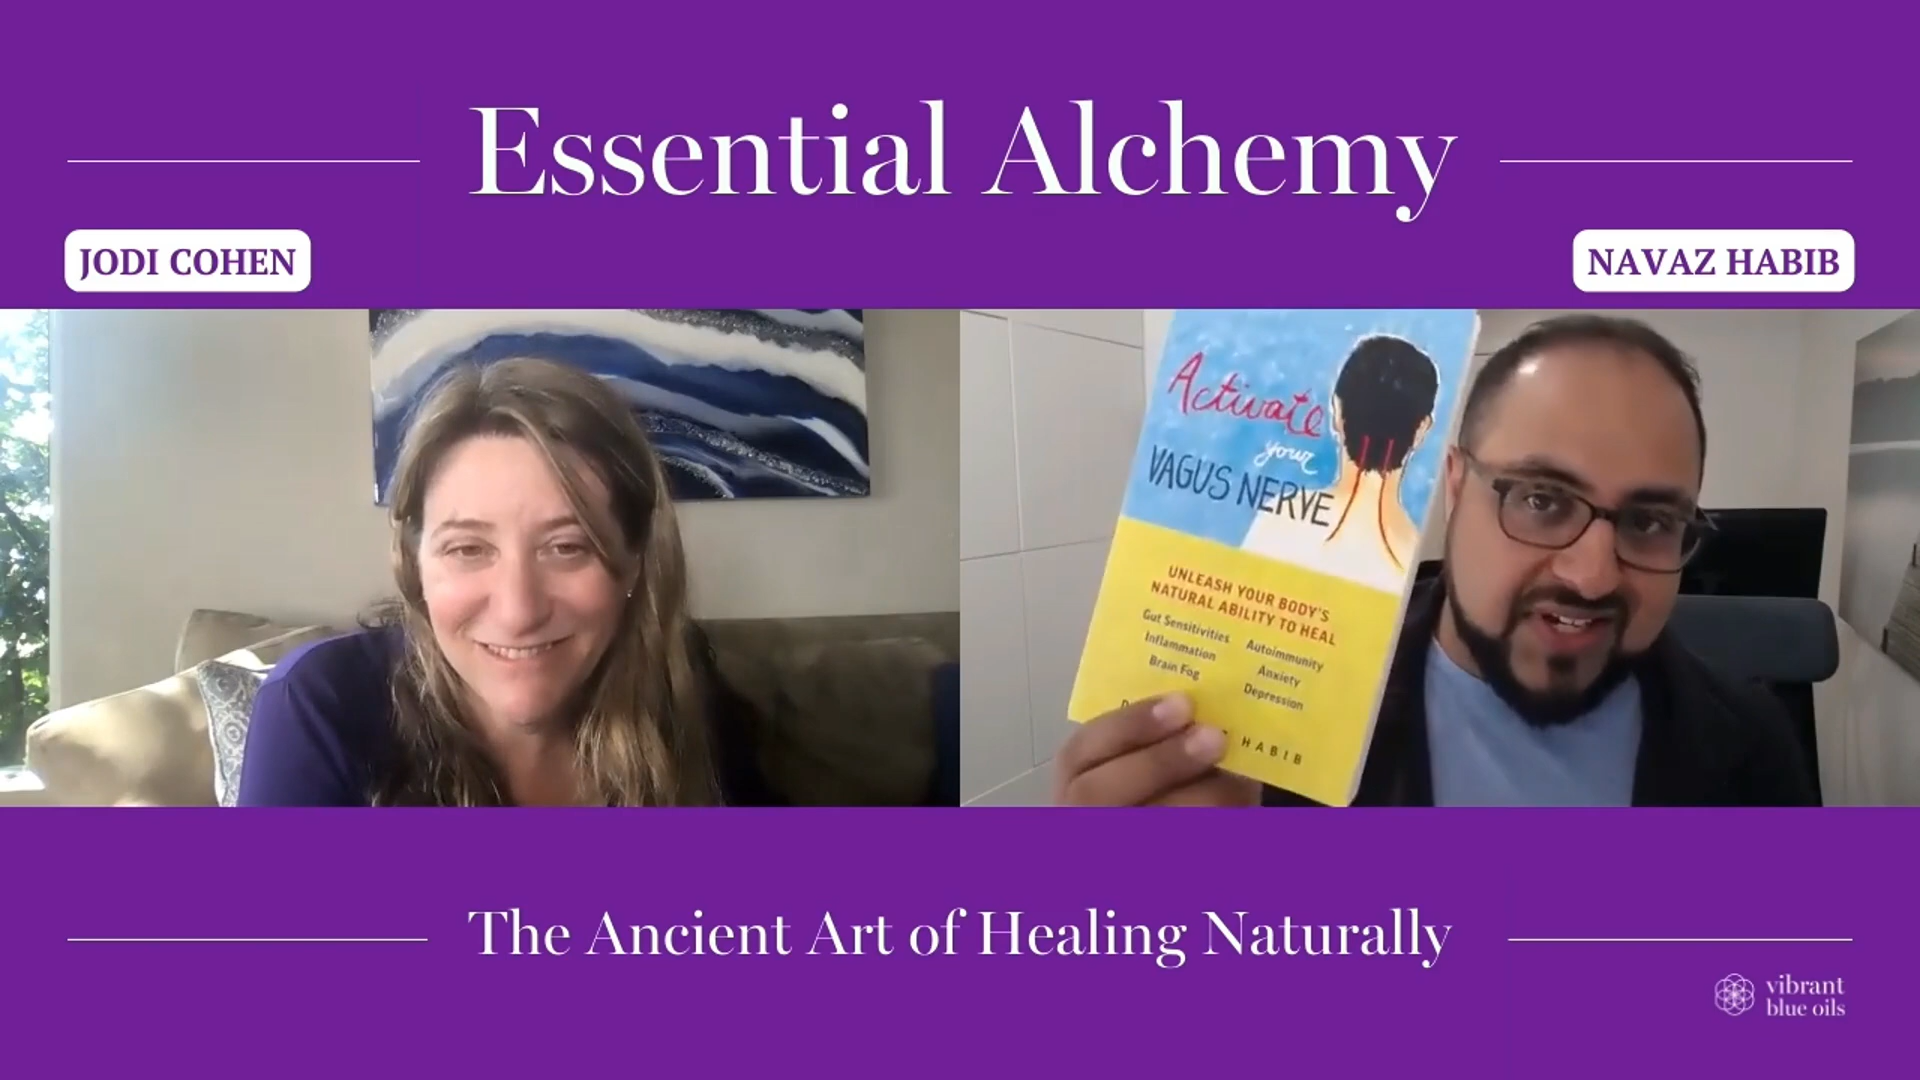 Essential Alchemy
JODI COHEN
NAVAZ HABIB
Activate
your
VAGUS NERVE
UNLEASH YOUR BODY'S
NATURAL ABILITY TO HEAL
Gut Sensitivities
Inflammation
Brain Fog
Autoimmunity
Anxiety
Depression
HABIB
The Ancient Art of Healing Naturally
vibrant
blue oils